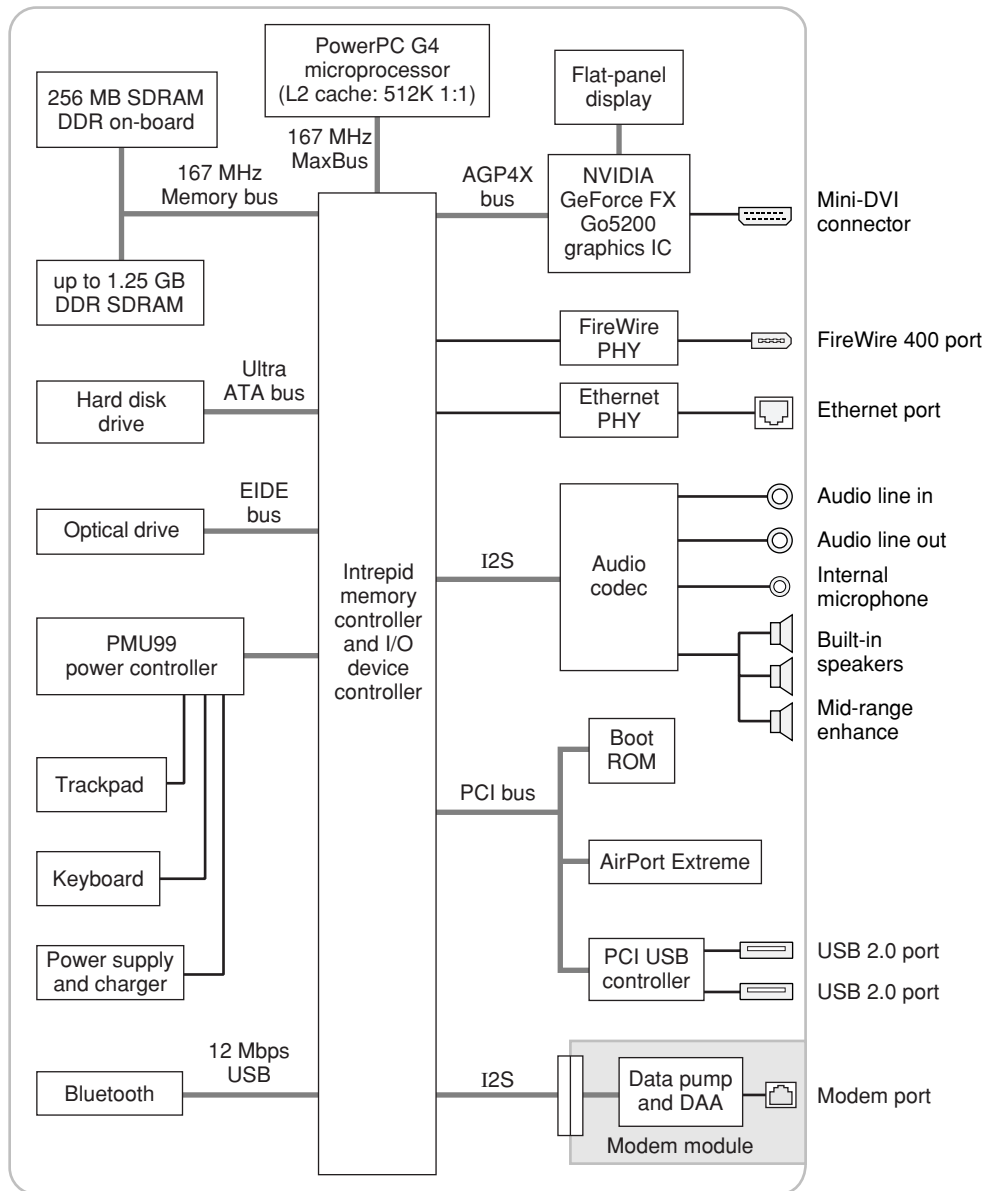 PowerPC G4
microprocessor
(L2 cache: 512K 1:1)
Flat-panel
display
256 MB SDRAM
DDR on-board
167 MHz
MaxBus
167 MHz
Memory bus
AGP4X
bus
NVIDIA
GeForce FX
Go5200
graphics IC
Mini-DVI
connector
up to 1.25 GB
DDR SDRAM
FireWire
PHY
FireWire 400 port
Ultra
ATA bus
Hard disk
drive
Ethernet
PHY
Ethernet port
EIDE
bus
Optical drive
Intrepid
memory
controller
and I/O
device
controller
I2S
Audio
codec
Audio line in
Audio line out
Internal
microphone
Built-in
speakers
Mid-range
enhance
PMU99
power controller
Trackpad
Keyboard
Power supply
and charger
PCI bus
Boot
ROM
AirPort Extreme
PCI USB
controller
USB 2.0 port
USB 2.0 port
12 Mbps
USB
Bluetooth
I2S
Data pump
and DAA
Modem port
Modem module